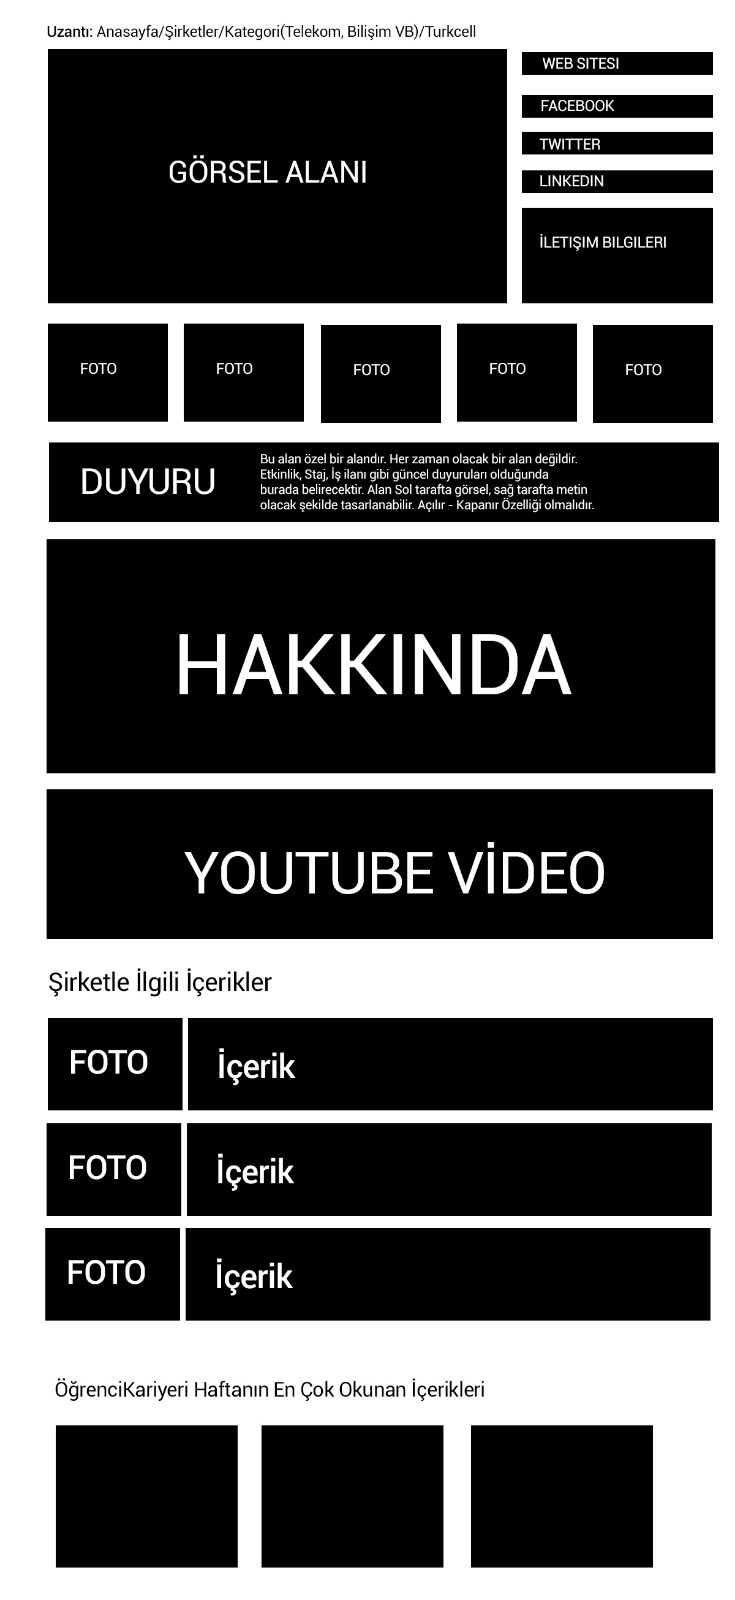 Uzantı: Anasayfa/Şirketler/Kategori(Telekom, Bilişim VB)/Turkcell
GÖRSEL ALANI
WEB SITESI
FACEBOOK
TWITTER
LINKEDIN
İLETIŞIM BILGILERI
FOTO
FOTO
FOTO
FOTO
FOTO
DUYURU
Bu alan özel bir alandır. Her zaman olacak bir alan değildir.
Etkinlik, Staj, İş ilanı gibi güncel duyuruları olduğunda
burada belirecektir. Alan Sol tarafta görsel, sağ tarafta metin
olacak şekilde tasarlanabilir. Açılır - Kapanır Özelliği olmalıdır.
HAKKINDA
YOUTUBE VİDEO
Şirketle İlgili İçerikler
FOTO
İçerik
FOTO
İçerik
FOTO
İçerik
ÖğrenciKariyeri Haftanın En Çok Okunan İçerikleri